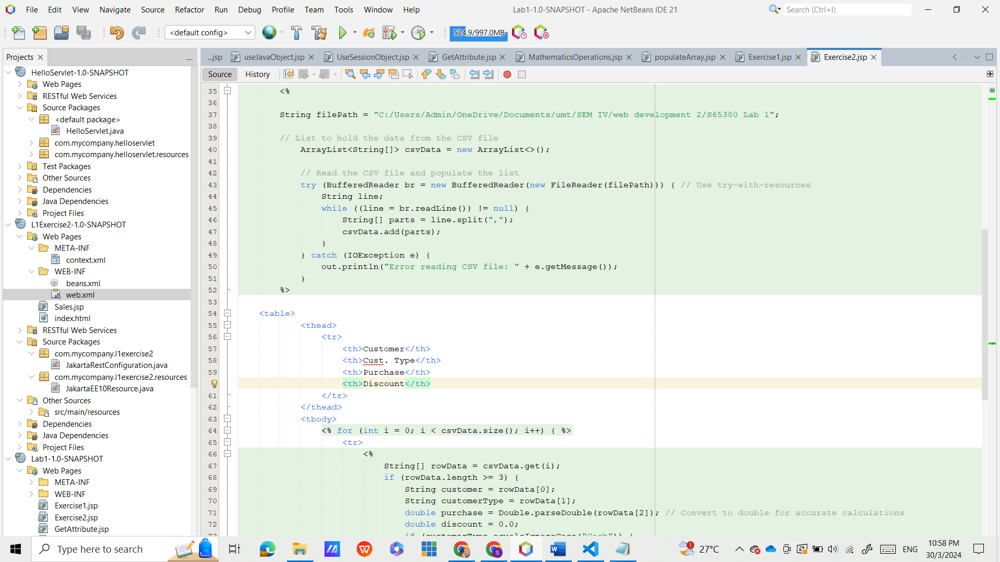 File Edit View Navigate Source Refactor Run Debug Profile Team Tools Window Help
Lab1-1.0-SNAPSHOT - Apache NetBeans IDE 21
Search (Ctrl+I)
<default config>
524.9/997.0MB
Projects
...jsp
useJavaObject.jsp
UseSessionObject.jsp
GetAttribute.jsp
MathematicsOperations.jsp
populateArray.jsp
Exercise1.jsp
Exercise2.jsp
Source History
HelloServlet-1.0-SNAPSHOT
Web Pages
RESTful Web Services
Source Packages
<default package>
HelloServlet.java
com.mycompany.helloservlet
com.mycompany.helloservlet.resources
Test Packages
Other Sources
Dependencies
Java Dependencies
Project Files
L1Exercise2-1.0-SNAPSHOT
Web Pages
META-INF
context.xml
WEB-INF
beans.xml
web.xml
Sales.jsp
index.html
RESTful Web Services
Source Packages
com.mycompany.l1exercise2
JakartaRestConfiguration.java
com.mycompany.l1exercise2.resources
JakartaEE10Resource.java
Other Sources
src/main/resources
Dependencies
Java Dependencies
Project Files
Lab1-1.0-SNAPSHOT
Web Pages
META-INF
WEB-INF
Exercise1.jsp
Exercise2.jsp
GetAttribute.jsp
35 <%
36
37 String filePath = "C:/Users/Admin/OneDrive/Documents/umt/SEM IV/web development 2/S65380 Lab 1";
38
39 // List to hold the data from the CSV file
40 ArrayList<String[]> csvData = new ArrayList<>();
41
42 // Read the CSV file and populate the list
43 try (BufferedReader br = new BufferedReader(new FileReader(filePath))) { // Use try-with-resources
44 String line;
45 while ((line = br.readLine()) != null) {
46 String[] parts = line.split(",");
47 csvData.add(parts);
48 }
49 } catch (IOException e) {
50 out.println("Error reading CSV file: " + e.getMessage());
51 }
52 %>
53
54 <table>
55 <thead>
56 <tr>
57 <th>Customer</th>
58 <th>Cust. Type</th>
59 <th>Purchase</th>
<th>Discount</th>
61 </tr>
62 </thead>
63 <tbody>
64 <% for (int i = 0; i < csvData.size(); i++) { %>
65 <tr>
66 <%
67 String[] rowData = csvData.get(i);
68 if (rowData.length >= 3) {
69 String customer = rowData[0];
70 String customerType = rowData[1];
71 double purchase = Double.parseDouble(rowData[2]); // Convert to double for accurate calculations
72 double discount = 0.0;
73 if (customerType.equalsIgnoreCase("Cash")) {
Type here to search
1
27°C
ENG
10:58 PM
30/3/2024